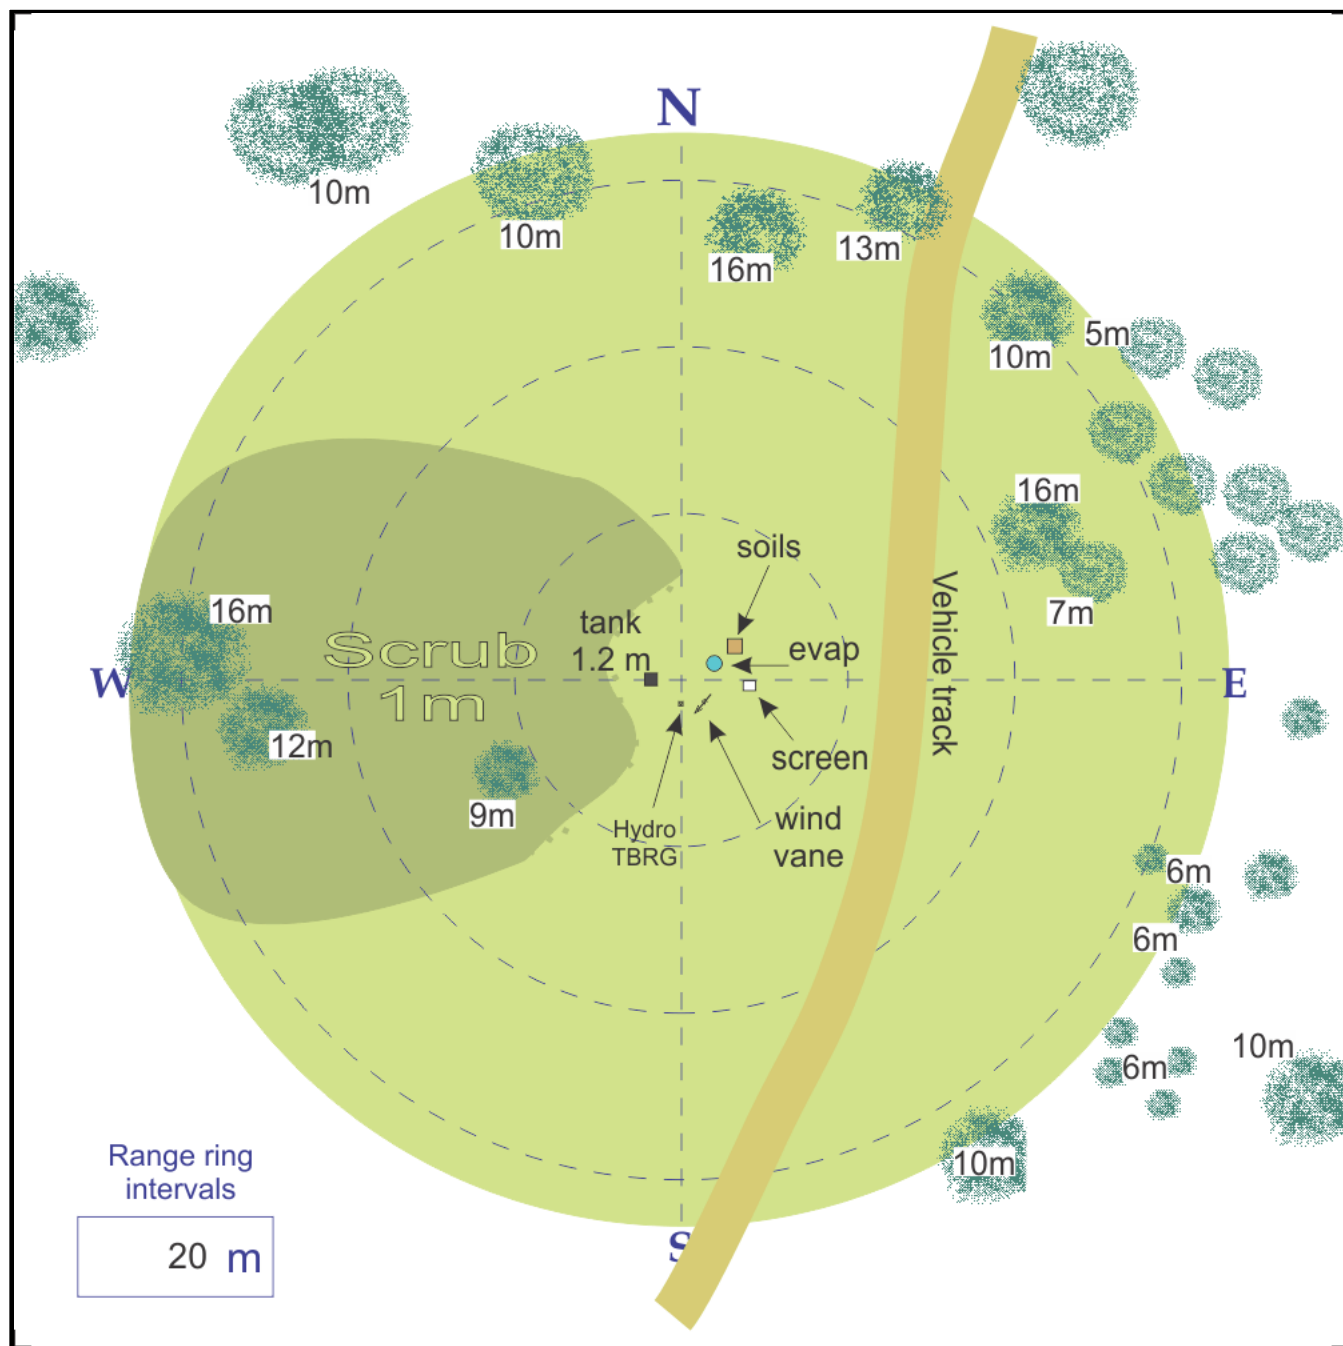 N
10m
10m
16m
13m
10m
5m
16m
7m
soils
tank
1.2 m
evap
16m
Scrub
1m
W
E
12m
Vehicle track
screen
9m
Hydro
TBRG
wind
vane
6m
6m
10m
6m
10m
Range ring
intervals
20 m
S